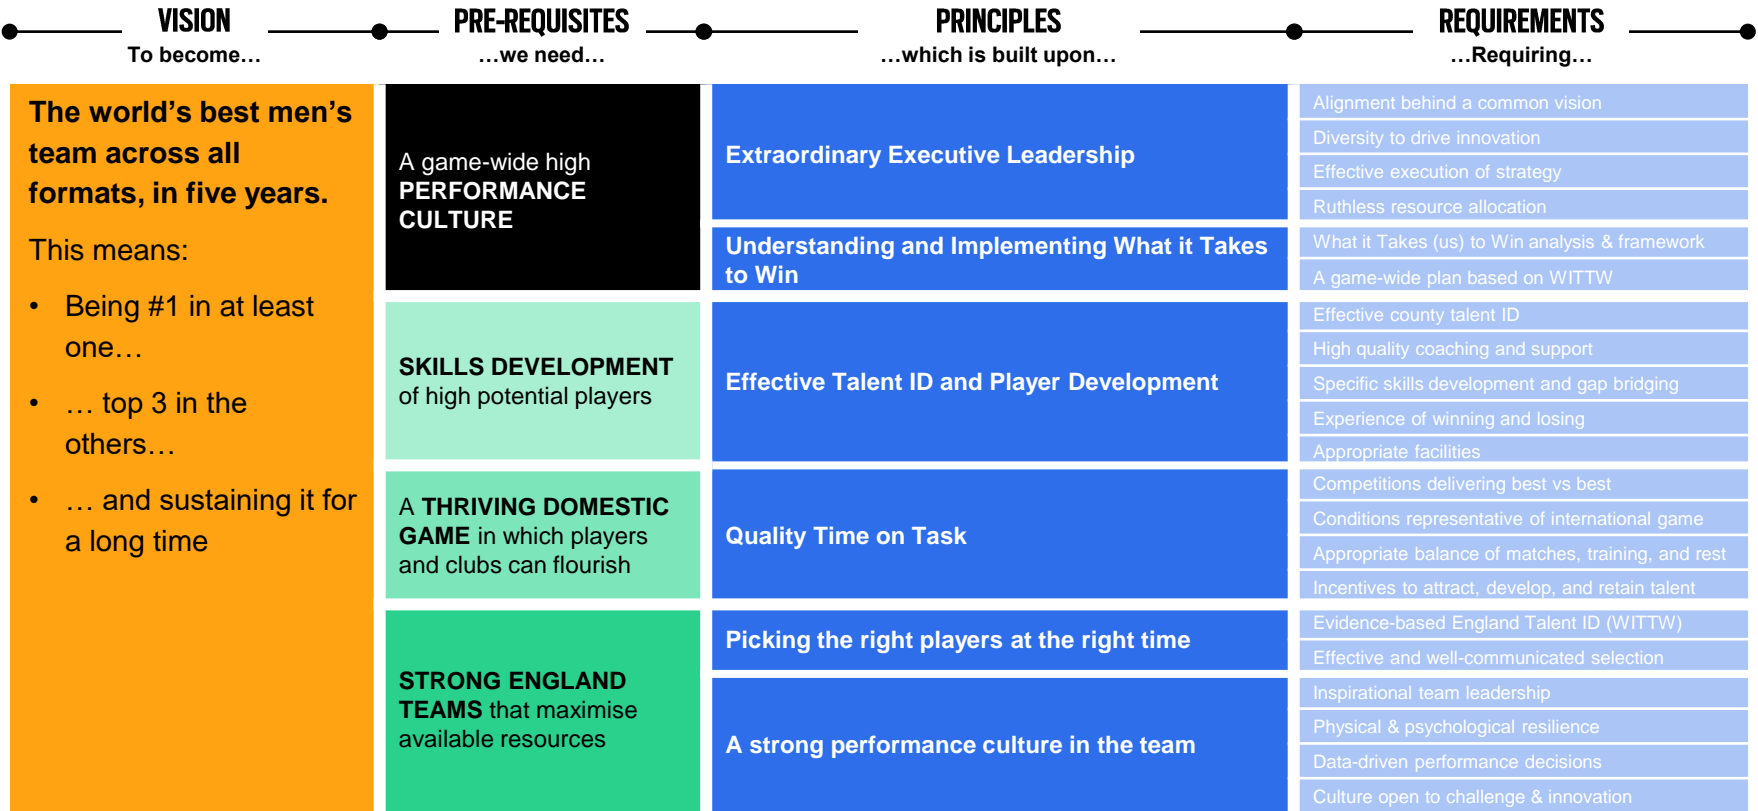 VISION
To become…
PRE-REQUISITES
…we need…
PRINCIPLES
…which is built upon…
REQUIREMENTS
…Requiring…
The world’s best men’s
team across all
formats, in five years.
This means:
• Being #1 in at least
one…
• … top 3 in the
others…
• … and sustaining it for
a long time
A game-wide high
PERFORMANCE
CULTURE
Extraordinary Executive Leadership
Alignment behind a common vision
Diversity to drive innovation
Effective execution of strategy
Ruthless resource allocation
Understanding and Implementing What it Takes
to Win
What it Takes (us) to Win analysis & framework
A game-wide plan based on WITTW
SKILLS DEVELOPMENT
of high potential players
Effective Talent ID and Player Development
Effective county talent ID
High quality coaching and support
Specific skills development and gap bridging
Experience of winning and losing
Appropriate facilities
A THRIVING DOMESTIC
GAME in which players
and clubs can flourish
Quality Time on Task
Competitions delivering best vs best
Conditions representative of international game
Appropriate balance of matches, training, and rest
Incentives to attract, develop, and retain talent
STRONG ENGLAND
TEAMS that maximise
available resources
Picking the right players at the right time
Evidence-based England Talent ID (WITTW)
Effective and well-communicated selection
A strong performance culture in the team
Inspirational team leadership
Physical & psychological resilience
Data-driven performance decisions
Culture open to challenge & innovation